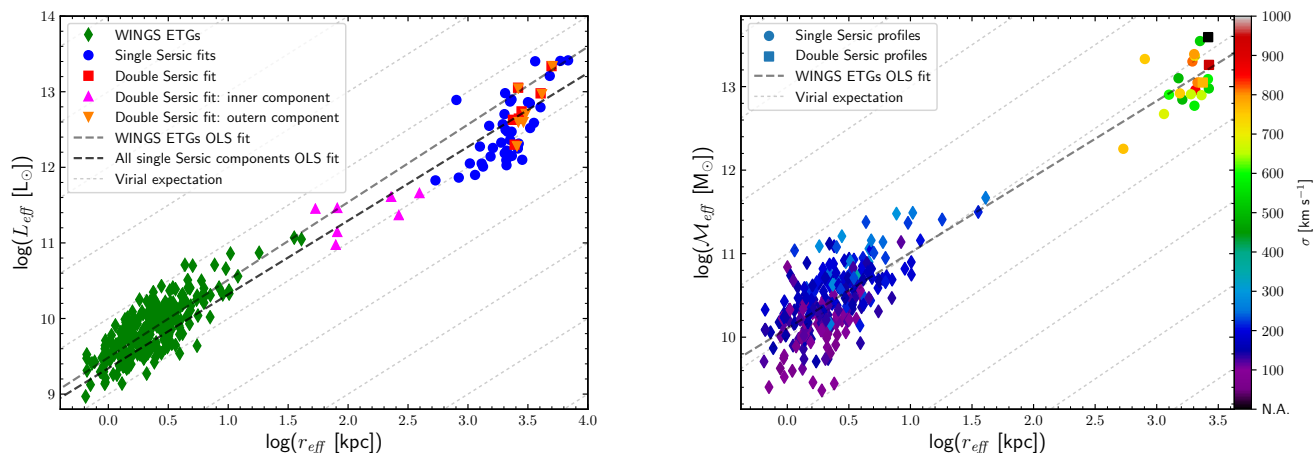 14
13
12
11
10
9
log(L_eff [L⊙])
WINGS ETGs
Single Sersic fits
Double Sersic fit
Double Sersic fit: inner component
Double Sersic fit: outern component
WINGS ETGs OLS fit
All single Sersic components OLS fit
Virial expectation
0.0 0.5 1.0 1.5 2.0 2.5 3.0 3.5 4.0
log(r_eff [kpc])
13
12
11
10
log(ℳ_eff [M⊙])
Single Sersic profiles
Double Sersic profiles
WINGS ETGs OLS fit
Virial expectation
0.0 0.5 1.0 1.5 2.0 2.5 3.0 3.5
log(r_eff [kpc])
1000
900
800
700
600
500
400
300
200
100
N.A.
σ [km s⁻¹]